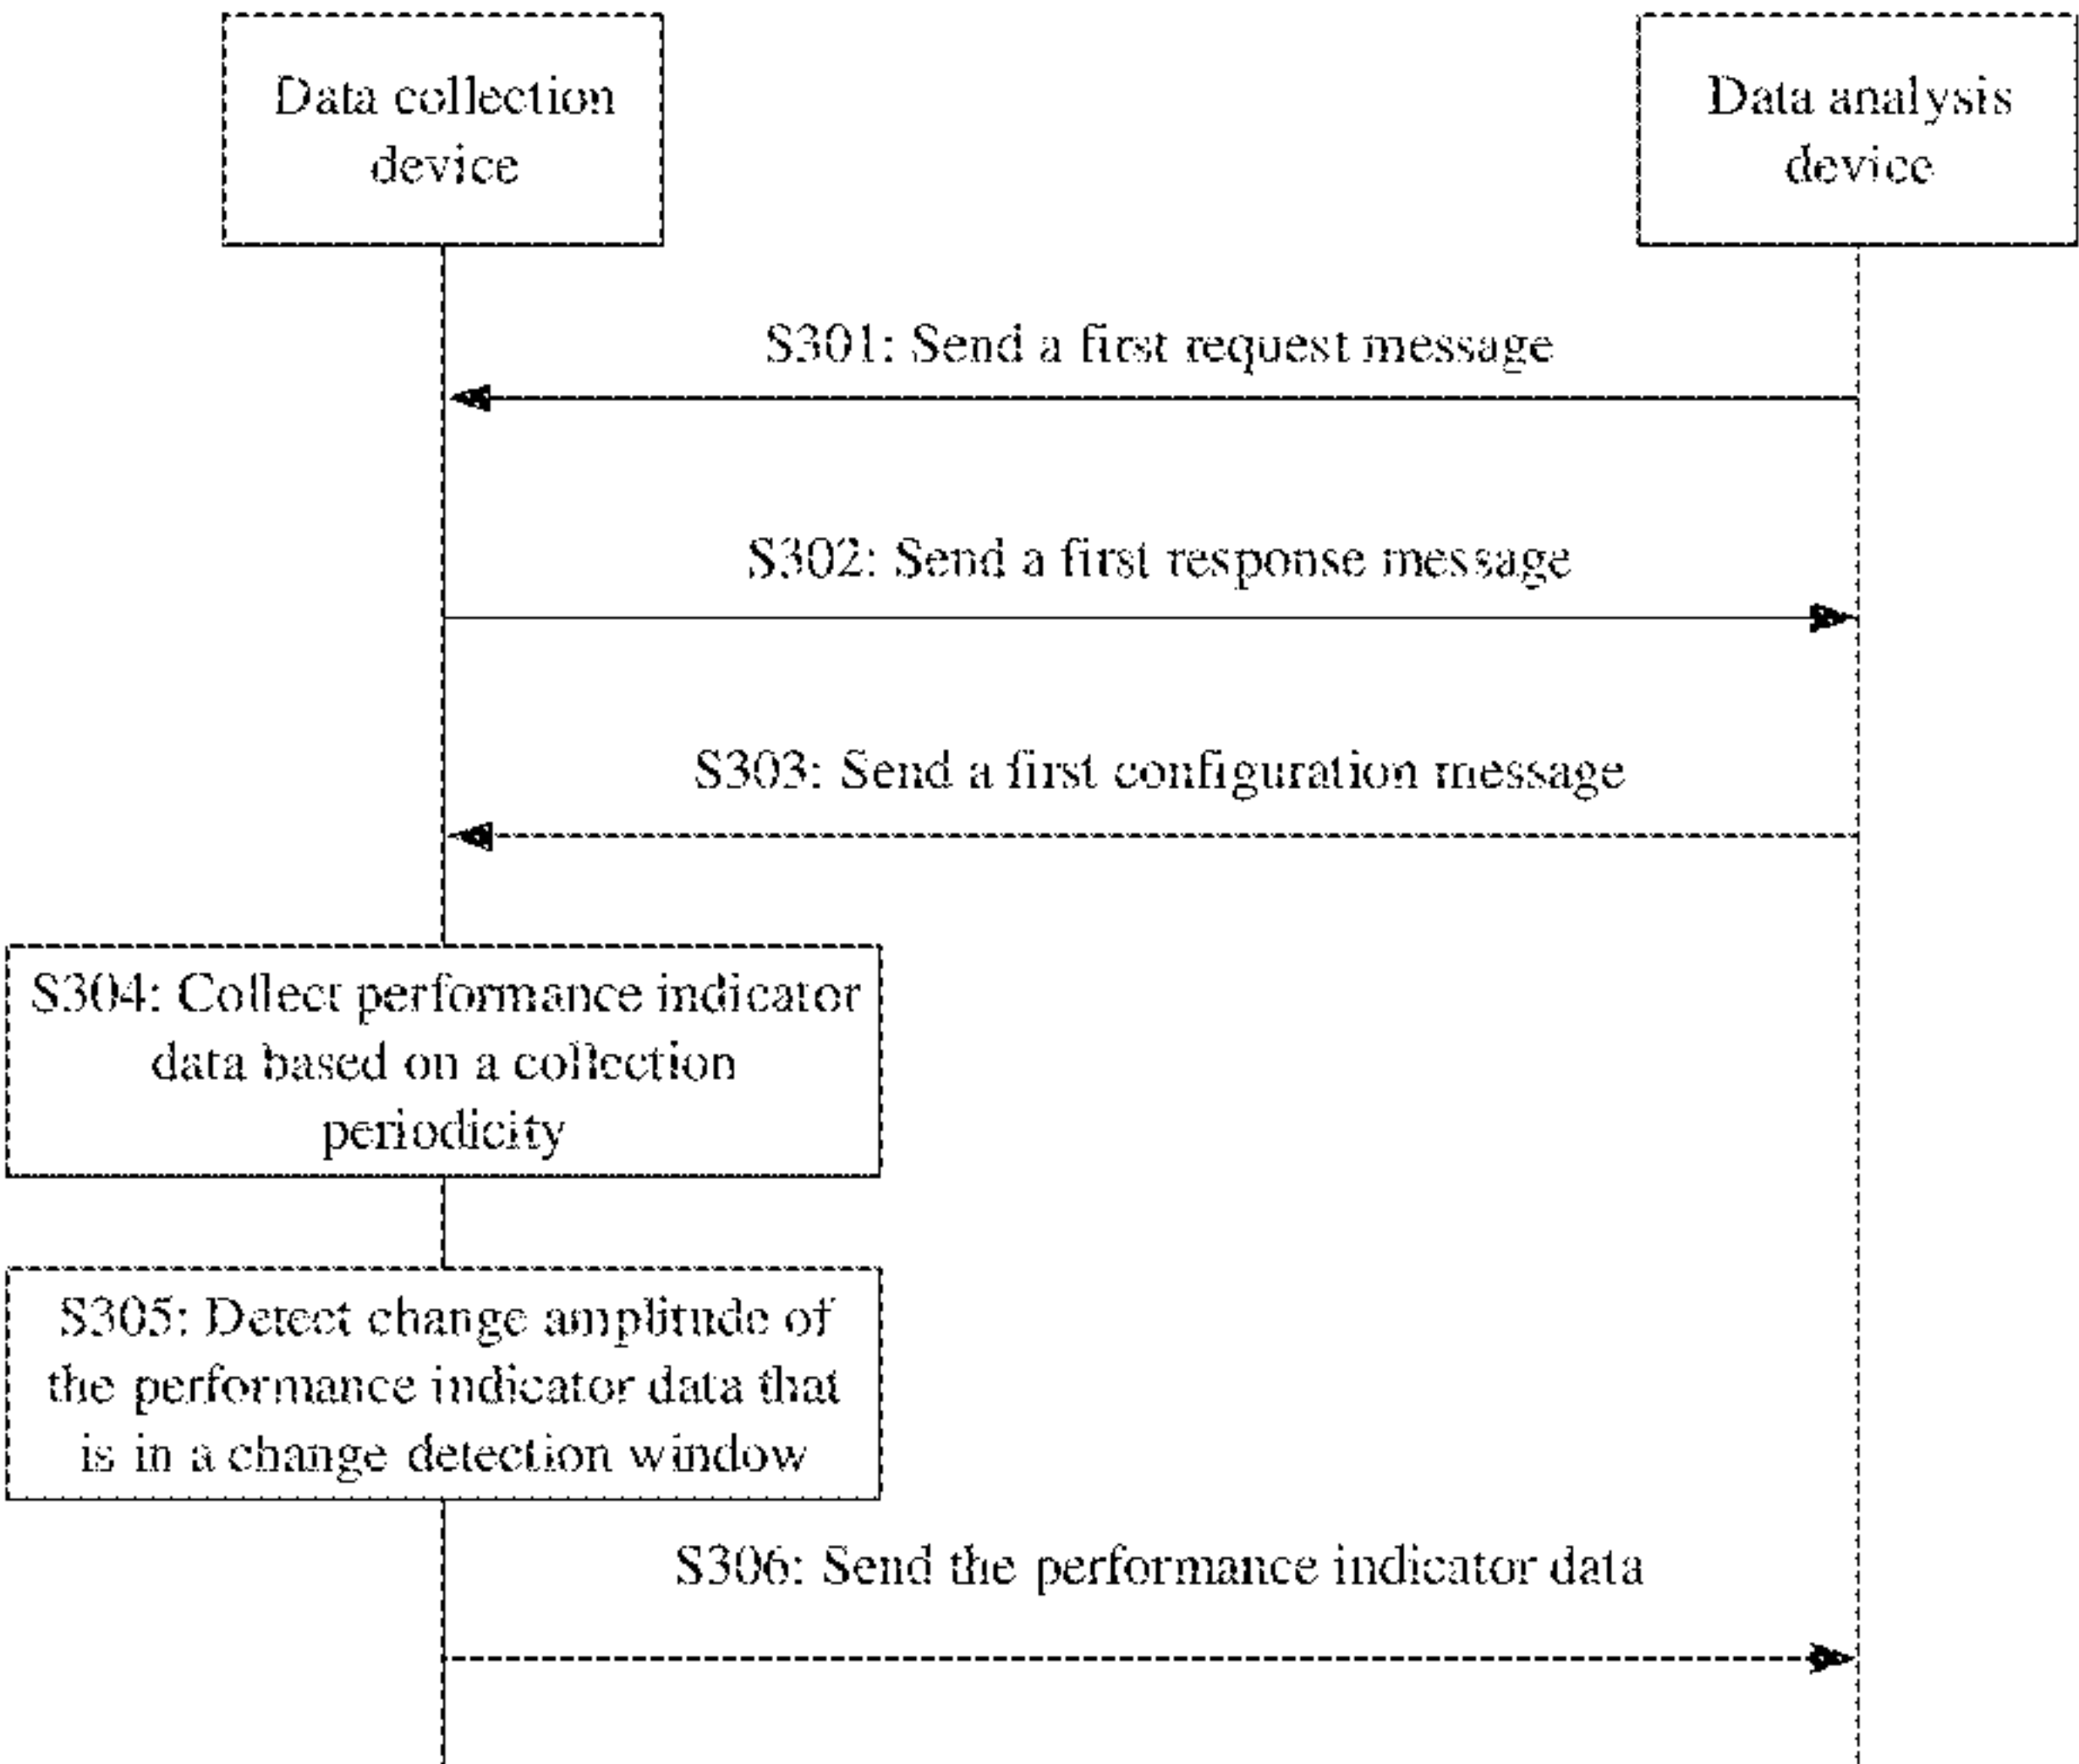 Data collection
device
Data analysis
device
S301: Send a first request message
S302: Send a first response message
S303: Send a first configuration message
S304: Collect performance indicator
data based on a collection
periodicity
S305: Detect change amplitude of
the performance indicator data that
is in a change detection window
S306: Send the performance indicator data